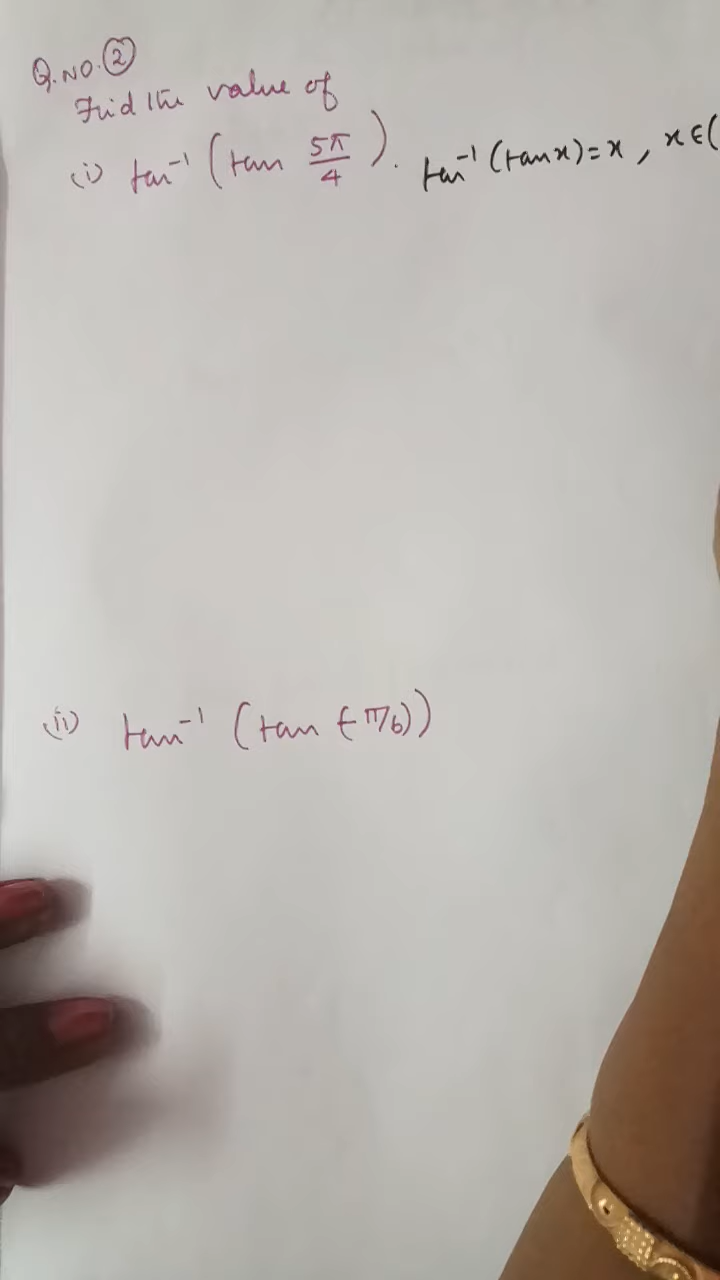 Q.NO.②
Find the value of
(i) tan⁻¹ (tan 5π/4). tan⁻¹ (tan x) = x , x ∈ (
(ii) tan⁻¹ (tan (-π/6))